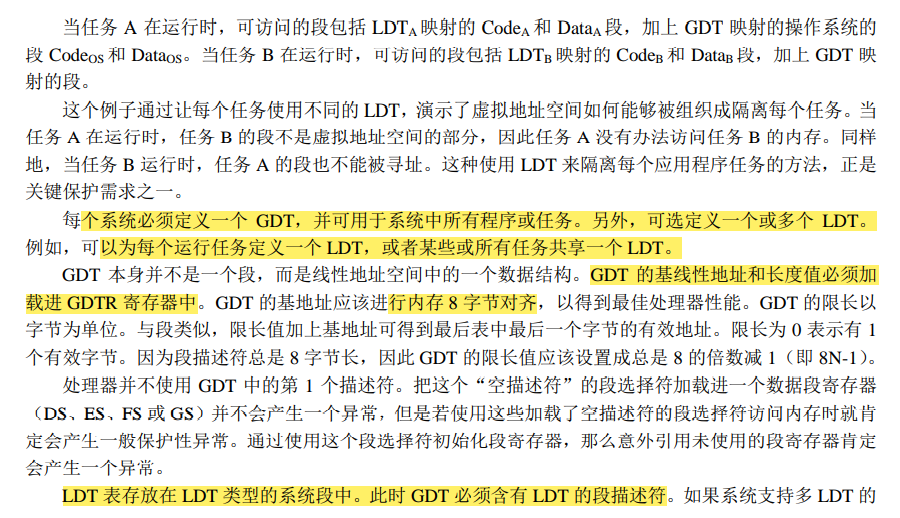 当任务 A 在运行时，可访问的段包括 LDTA 映射的 CodeA 和 DataA 段，加上 GDT 映射的操作系统的
段 CodeOS 和 DataOS。当任务 B 在运行时，可访问的段包括 LDTB 映射的 CodeB 和 DataB 段，加上 GDT 映
射的段。
这个例子通过让每个任务使用不同的 LDT，演示了虚拟地址空间如何能够被组织成隔离每个任务。当
任务 A 在运行时，任务 B 的段不是虚拟地址空间的部分，因此任务 A 没有办法访问任务 B 的内存。同样
地，当任务 B 运行时，任务 A 的段也不能被寻址。这种使用 LDT 来隔离每个应用程序任务的方法，正是
关键保护需求之一。
每个系统必须定义一个 GDT，并可用于系统中所有程序或任务。另外，可选定义一个或多个 LDT。
例如，可以为每个运行任务定义一个 LDT，或者某些或所有任务共享一个 LDT。
GDT 本身并不是一个段，而是线性地址空间中的一个数据结构。GDT 的基线性地址和长度值必须加
载进 GDTR 寄存器中。GDT 的基地址应该进行内存 8 字节对齐，以得到最佳处理器性能。GDT 的限长以
字节为单位。与段类似，限长值加上基地址可得到最后表中最后一个字节的有效地址。限长为 0 表示有 1
个有效字节。因为段描述符总是 8 字节长，因此 GDT 的限长值应该设置成总是 8 的倍数减 1（即 8N-1）。
处理器并不使用 GDT 中的第 1 个描述符。把这个“空描述符”的段选择符加载进一个数据段寄存器
（DS、ES、FS 或 GS）并不会产生一个异常，但是若使用这些加载了空描述符的段选择符访问内存时就肯
定会产生一般保护性异常。通过使用这个段选择符初始化段寄存器，那么意外引用未使用的段寄存器肯定
会产生一个异常。
LDT 表存放在 LDT 类型的系统段中。此时 GDT 必须含有 LDT 的段描述符。如果系统支持多 LDT 的